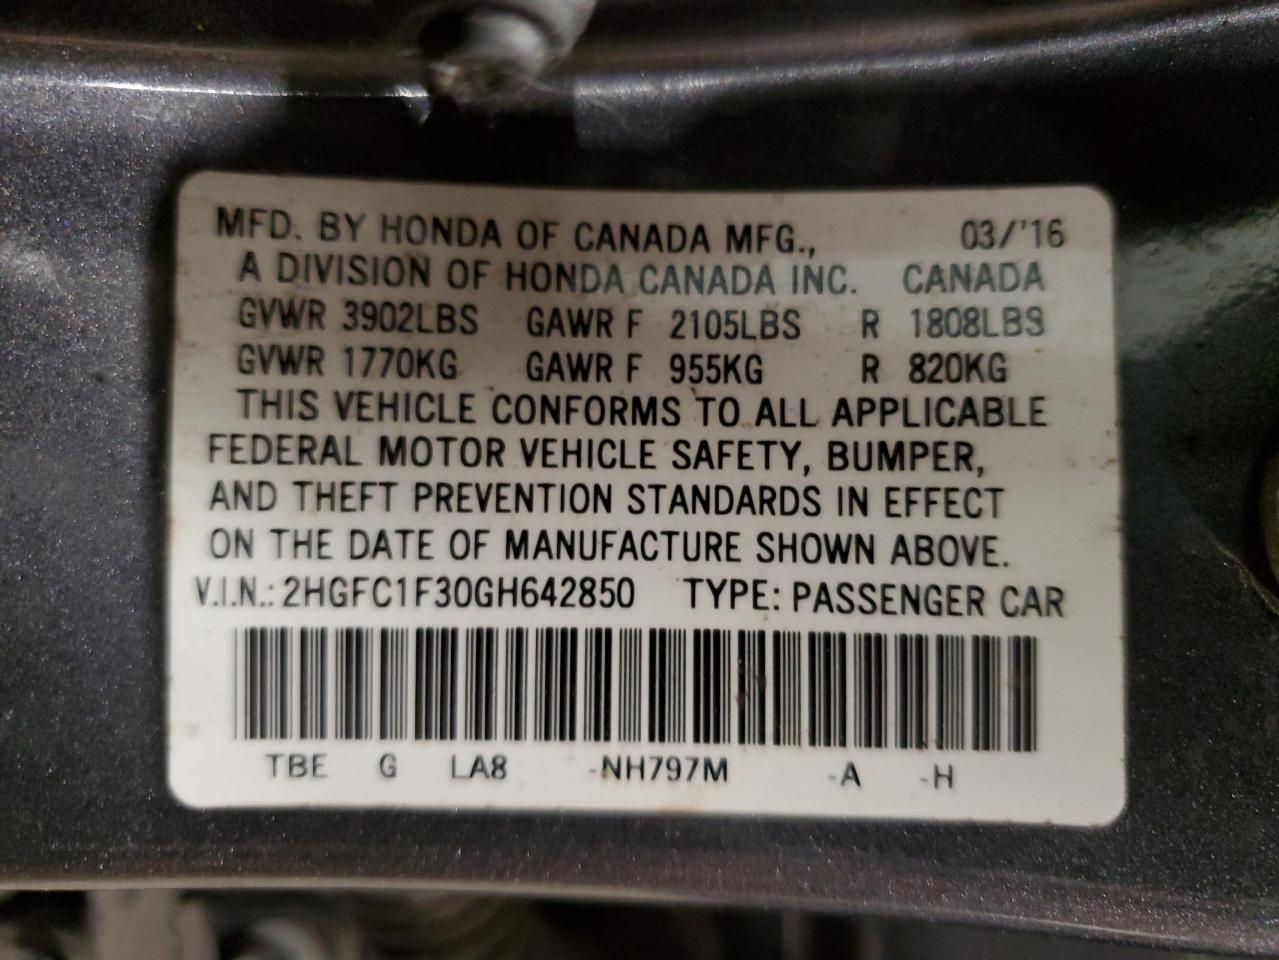 MFD. BY HONDA OF CANADA MFG., 03/'16
A DIVISION OF HONDA CANADA INC. CANADA
GVWR 3902LBS GAWR F 2105LBS R 1808LBS
GVWR 1770KG GAWR F 955KG R 820KG
THIS VEHICLE CONFORMS TO ALL APPLICABLE
FEDERAL MOTOR VEHICLE SAFETY, BUMPER,
AND THEFT PREVENTION STANDARDS IN EFFECT
ON THE DATE OF MANUFACTURE SHOWN ABOVE.
V.I.N.: 2HGFC1F30GH642850 TYPE: PASSENGER CAR
TBE G LA8 -NH797M -A -H